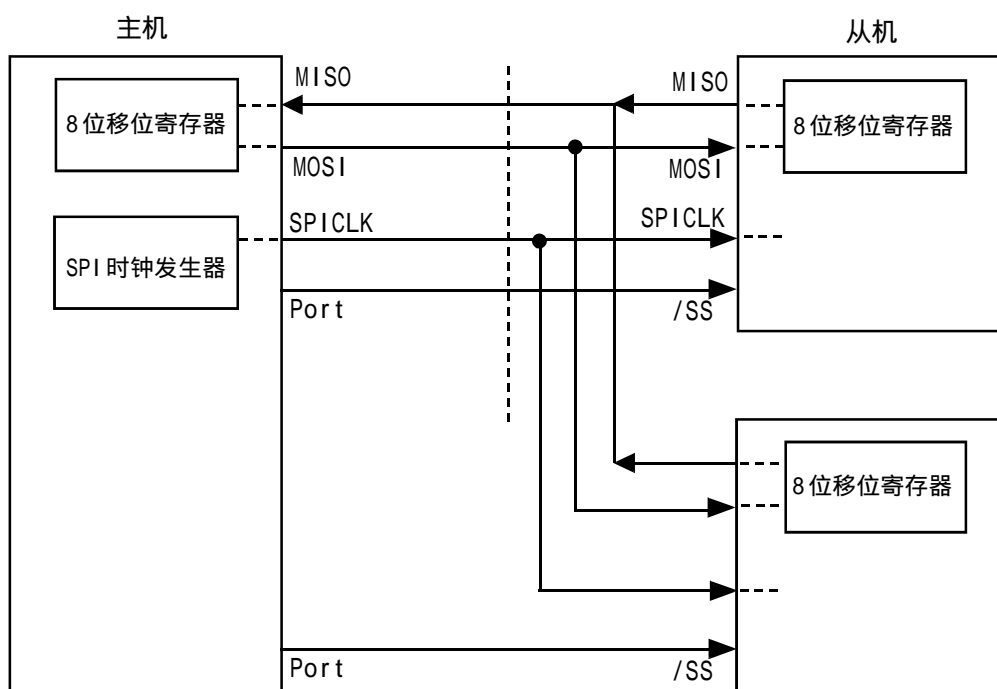 主机
从机
MISO
MISO
8位移位寄存器
8位移位寄存器
MOSI
MOSI
SPICLK
SPICLK
SPI时钟发生器
Port
/SS
8位移位寄存器
Port
/SS